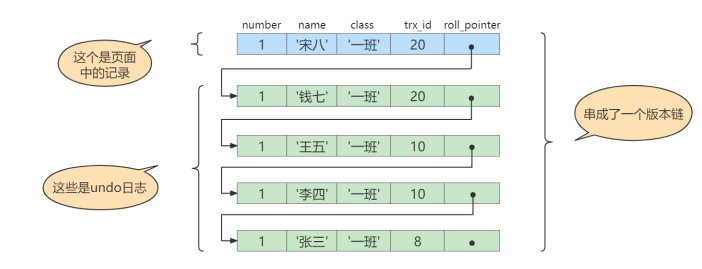 number name class trx_id roll_pointer
1 '宋八' '一班' 20
这个是页面
中的记录
1 '钱七' '一班' 20
串成了一个版本链
1 '王五' '一班' 10
这些是undo日志
1 '李四' '一班' 10
1 '张三' '一班' 8